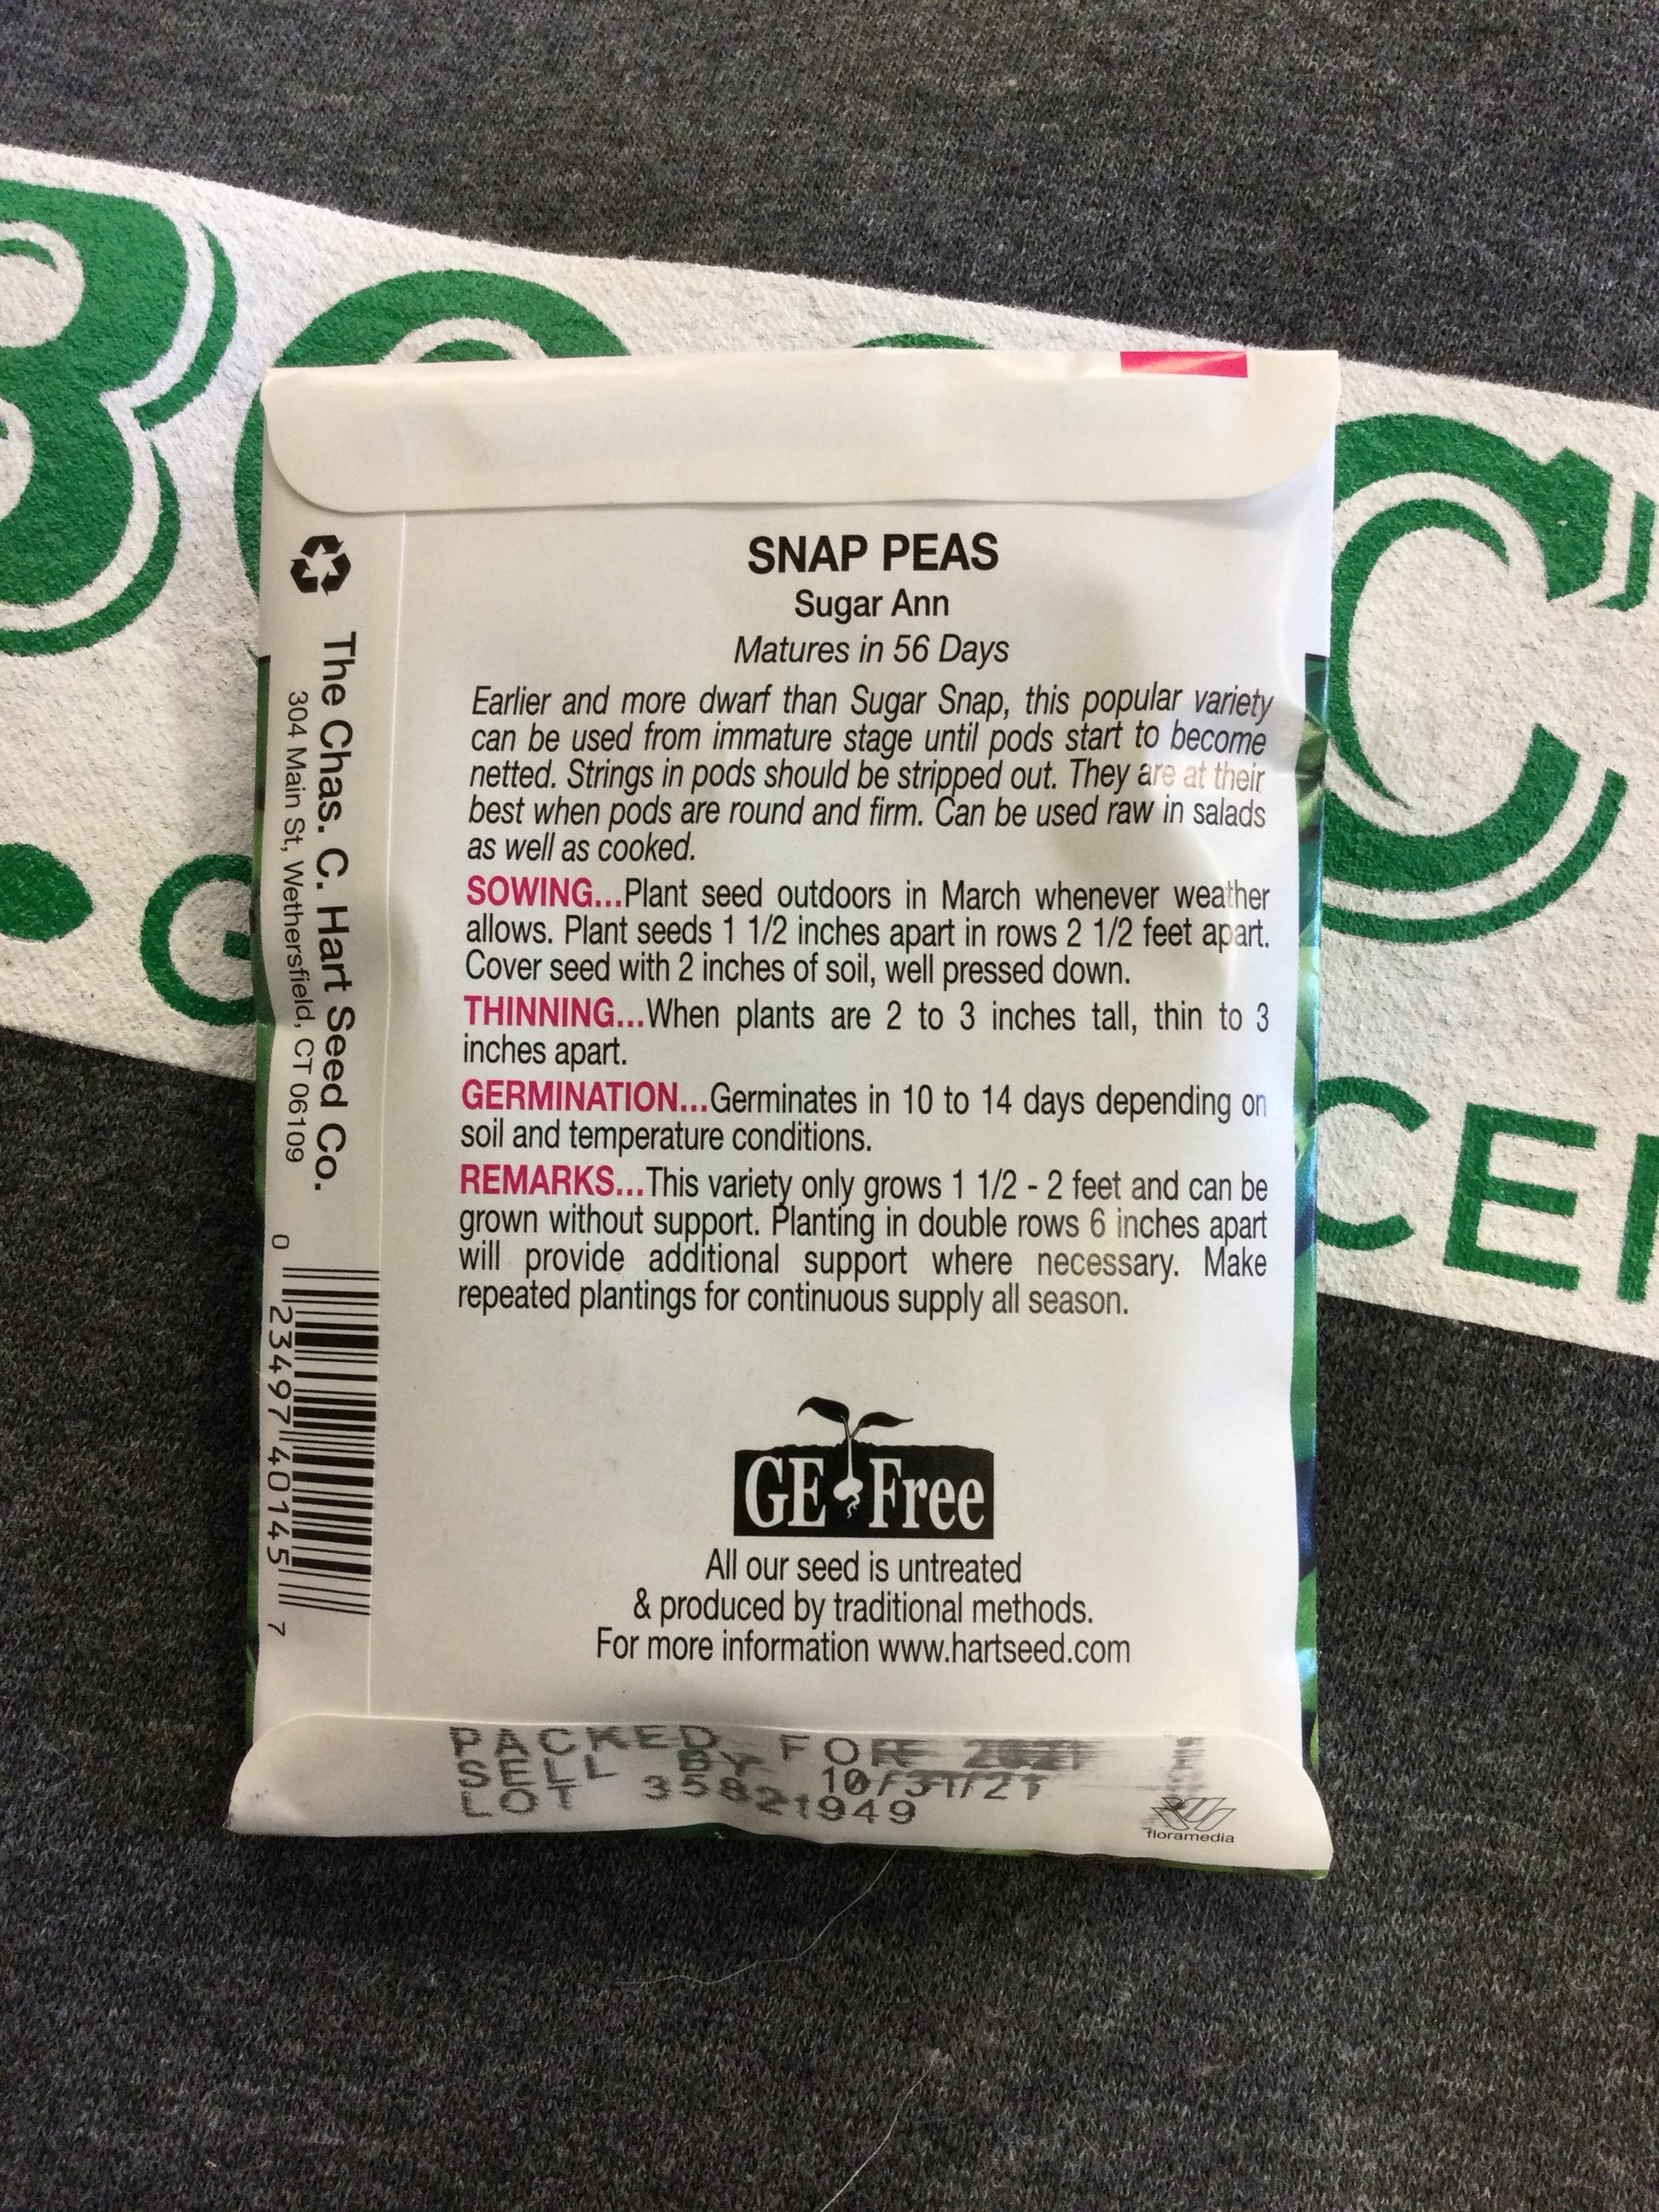 SNAP PEAS
Sugar Ann
Matures in 56 Days
Earlier and more dwarf than Sugar Snap, this popular variety
can be used from immature stage until pods start to become
netted. Strings in pods should be stripped out. They are at their
best when pods are round and firm. Can be used raw in salads
as well as cooked.
SOWING...Plant seed outdoors in March whenever weather
allows. Plant seeds 1 1/2 inches apart in rows 2 1/2 feet apart.
Cover seed with 2 inches of soil, well pressed down.
THINNING...When plants are 2 to 3 inches tall, thin to 3
inches apart.
GERMINATION...Germinates in 10 to 14 days depending on
soil and temperature conditions.
REMARKS...This variety only grows 1 1/2 - 2 feet and can be
grown without support. Planting in double rows 6 inches apart
will provide additional support where necessary. Make
repeated plantings for continuous supply all season.
GE Free
All our seed is untreated
& produced by traditional methods.
For more information www.hartseed.com
The Chas. C. Hart Seed Co.
304 Main St, Wethersfield, CT 06109
0 23497 40145 7
PACKED FOR 2021
SELL BY 10/31/21
LOT 35821949
floramedia
CE